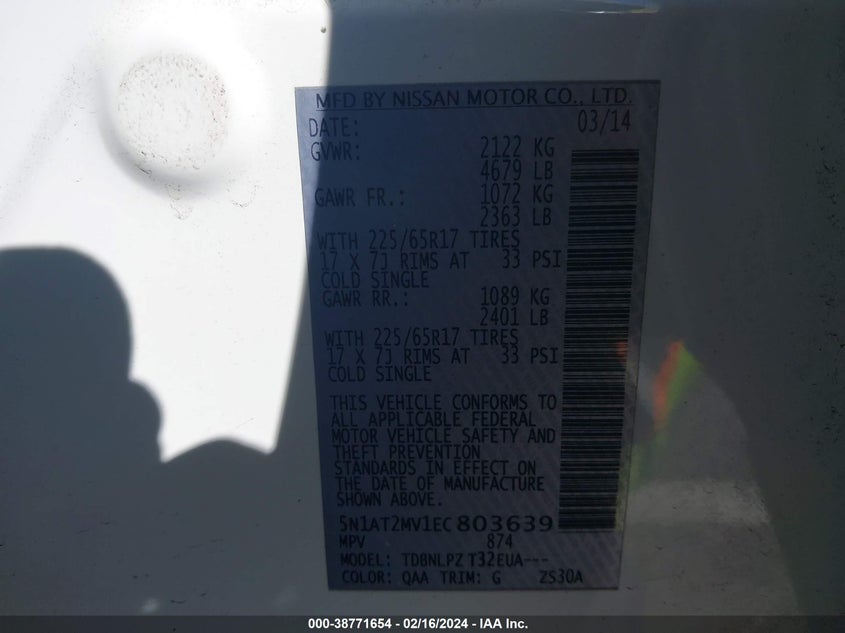 MFD BY NISSAN MOTOR CO., LTD.
DATE: 03/14
GVWR: 2122 KG
4679 LB
GAWR FR.: 1072 KG
2363 LB
WITH 225/65R17 TIRES
17 X 7J RIMS AT 33 PSI
COLD SINGLE
GAWR RR.: 1089 KG
2401 LB
WITH 225/65R17 TIRES
17 X 7J RIMS AT 33 PSI
COLD SINGLE
THIS VEHICLE CONFORMS TO
ALL APPLICABLE FEDERAL
MOTOR VEHICLE SAFETY AND
THEFT PREVENTION
STANDARDS IN EFFECT ON
THE DATE OF MANUFACTURE
SHOWN ABOVE.
5N1AT2MV1EC803639
MPV 874
MODEL: TDBNLPZ T32EUA---
COLOR: QAA TRIM: G ZS30A
000-38771654 - 02/16/2024 - IAA Inc.